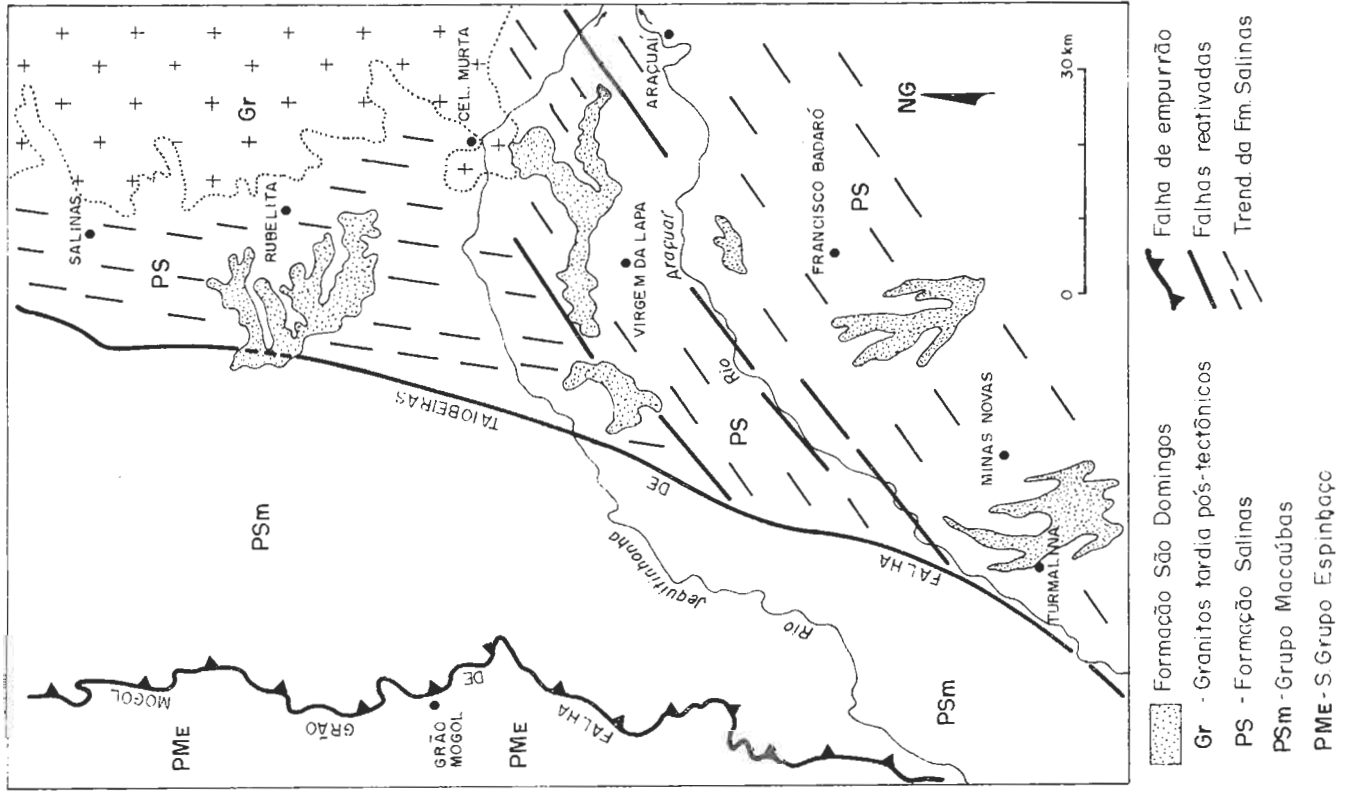 SALINAS
Gr
PS
RUBELITA
CEL. MURTA
TAIOBEIRAS
DE
FALHA
PSm
MOGOL
GRÃO
DE
FALHA
PMe
GRÃO
MOGOL
PMe
Rio
Jequitinhonha
PSm
VIRGEM DA LAPA
Rio
Araçuaí
ARAÇUAÍ
PS
PS
FRANCISCO BADARÓ
MINAS NOVAS
TURMALINA
NG
0
30 km
Formação São Domingos
Gr - Granitos tardia pós-tectônicos
PS - Formação Salinas
PSm - Grupo Macaúbas
PMe - S. Grupo Espinhaço
Falha de empurrão
Falhas reativadas
Trend. da Fm. Salinas